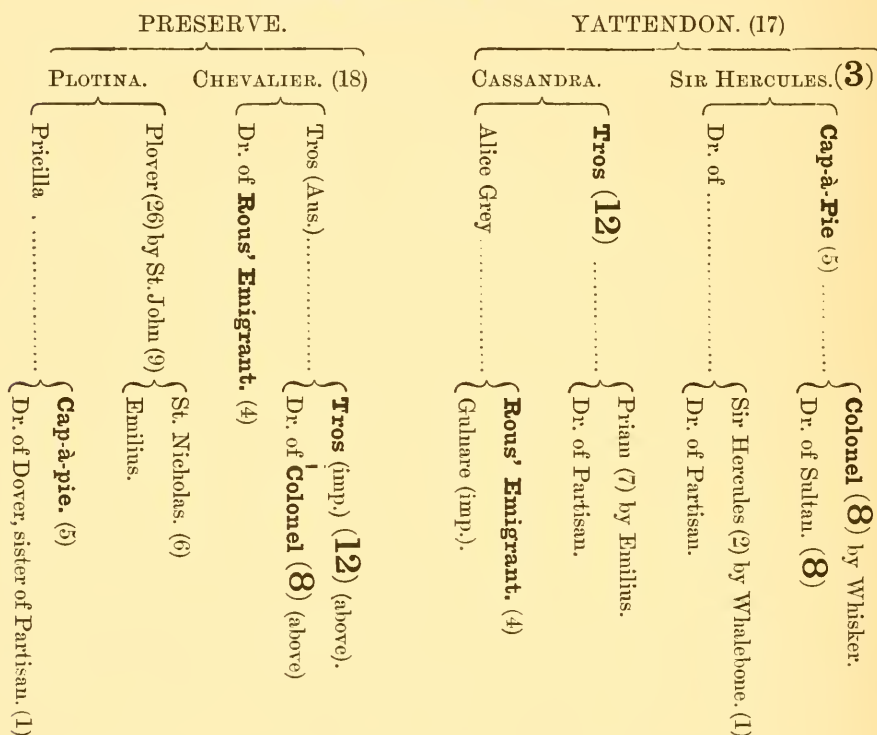 PRESERVE.
PLOTINA.
CHEVALIER. (18)
Pricilla . ..................
Plover (26) by St. John (9)
Dr. of Rous' Emigrant. (4)
Tros (Aus.)..................
Dr. of Dover, sister of Partisan. (1)
Cap-à-pie. (5)
Emilius.
St. Nicholas. (6)
Dr. of Colonel (8) (above)
Tros (imp.) (12) (above).
YATTENDON. (17)
CASSANDRA.
SIR HERCULES. (3)
Alice Grey ..................
Tros (12) ..................
Dr. of ........................
Cap-à-Pie (5) ...... ......
Gulnare (imp.).
Rous' Emigrant. (4)
Dr. of Partisan.
Priam (7) by Emilius.
Dr. of Partisan.
Sir Hercules (2) by Whalebone. (1)
Dr. of Sultan. (8)
Colonel (8) by Whisker.